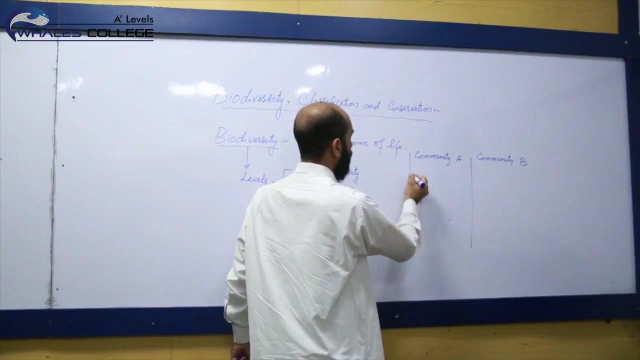 A' Levels
WHALES COLLEGE
Biodiversity, Classification and Conservation
Biodiversity - of life
Community A Community B
Levels